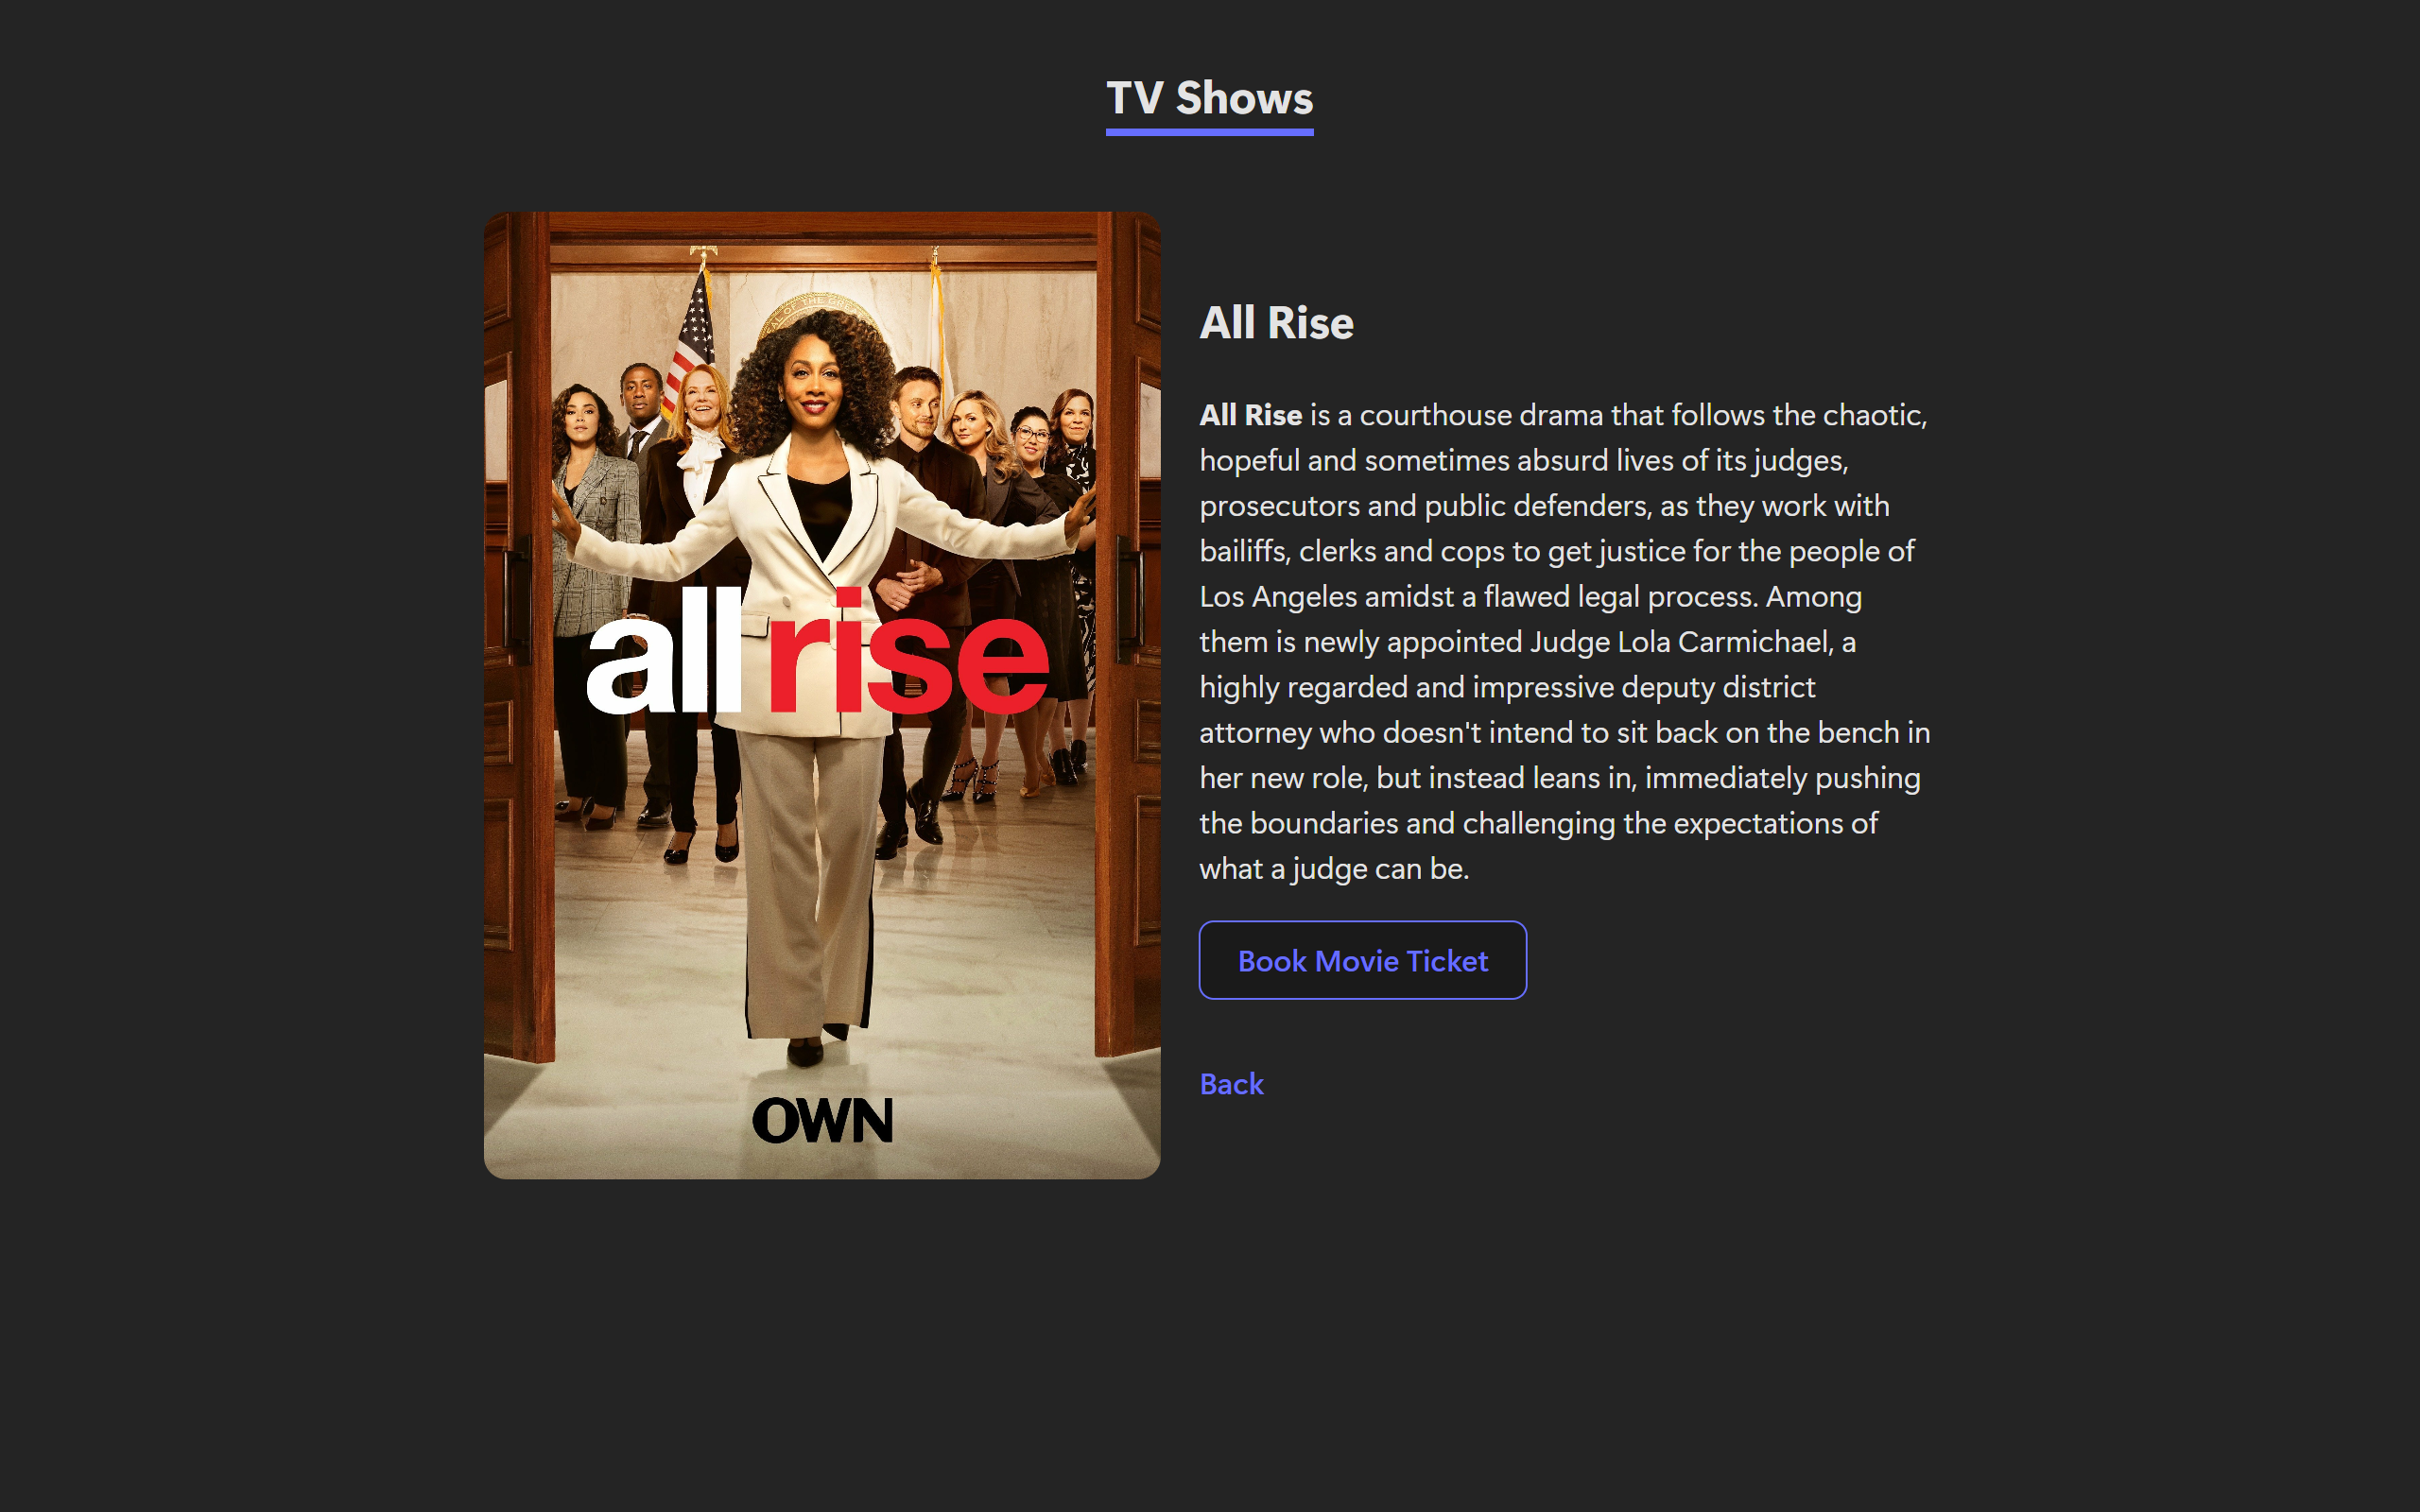 TV Shows
OF THE
all rise
OWN
All Rise
All Rise is a courthouse drama that follows the chaotic,
hopeful and sometimes absurd lives of its judges,
prosecutors and public defenders, as they work with
bailiffs, clerks and cops to get justice for the people of
Los Angeles amidst a flawed legal process. Among
them is newly appointed Judge Lola Carmichael, a
highly regarded and impressive deputy district
attorney who doesn't intend to sit back on the bench in
her new role, but instead leans in, immediately pushing
the boundaries and challenging the expectations of
what a judge can be.
Book Movie Ticket
Back